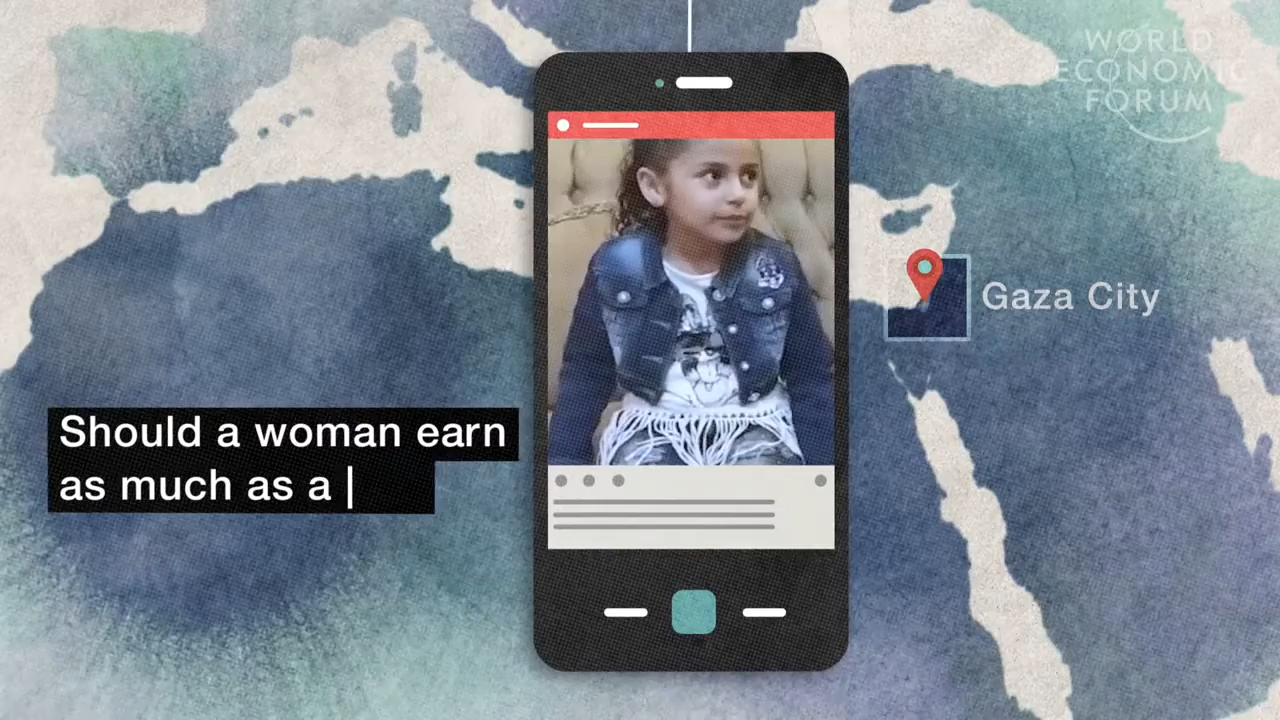 WORLD
ECONOMIC
FORUM
Gaza City
Should a woman earn
as much as a |